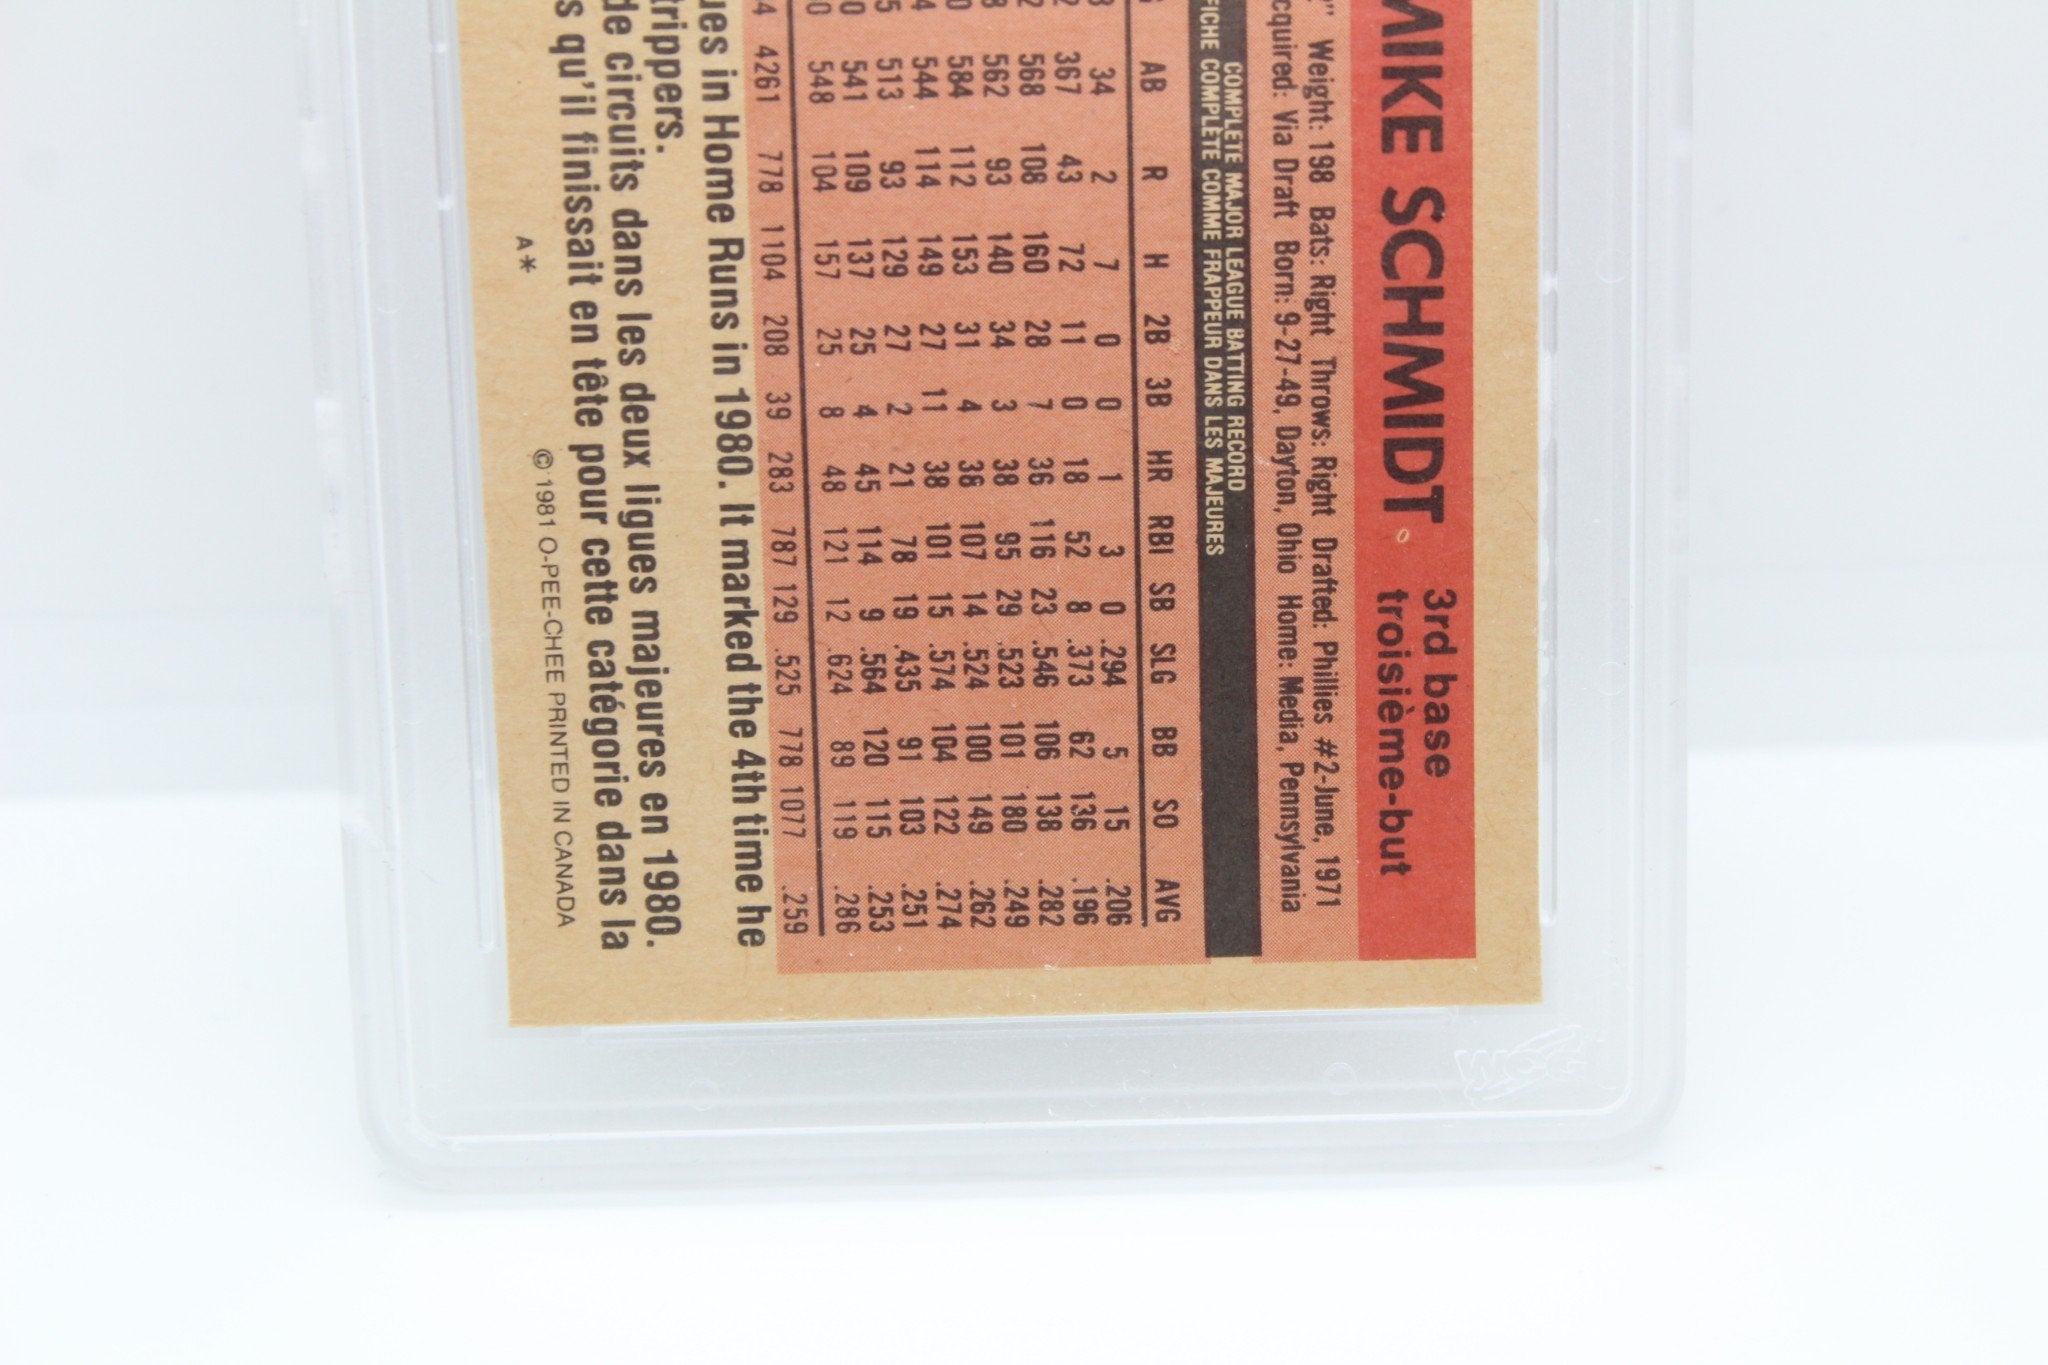 MIKE SCHMIDT 3rd base
troisième-but
Weight: 198 Bats: Right Throws: Right Drafted: Phillies #2-June, 1971
Via Draft Born: 9-27-49, Dayton, Ohio Home: Media, Pennsylvania
COMPLETE MAJOR LEAGUE BATTING RECORD
FICHE COMPLÈTE COMME FRAPPEUR DANS LES MAJEURES
AB R H 2B 3B HR RBI SB SLG BB SO AVG
34 2 7 0 0 1 3 0 .294 5 15 .206
367 43 72 11 0 18 52 8 .373 62 136 .196
568 108 160 28 7 36 116 23 .546 106 138 .282
562 93 140 34 3 38 95 29 .523 101 180 .249
584 112 153 31 4 38 107 14 .524 100 149 .262
544 114 149 27 11 38 101 15 .574 104 122 .274
513 93 129 27 2 21 78 19 .435 91 103 .251
541 109 137 25 4 45 114 9 .564 120 115 .253
548 104 157 25 8 48 121 12 .624 89 119 .286
4261 778 1104 208 39 283 787 129 .525 778 1077 .259
in Home Runs in 1980. It marked the 4th time he
de circuits dans les deux ligues majeures en 1980.
qu'il finissait en tête pour cette catégorie dans la
A* © 1981 O-PEE-CHEE PRINTED IN CANADA